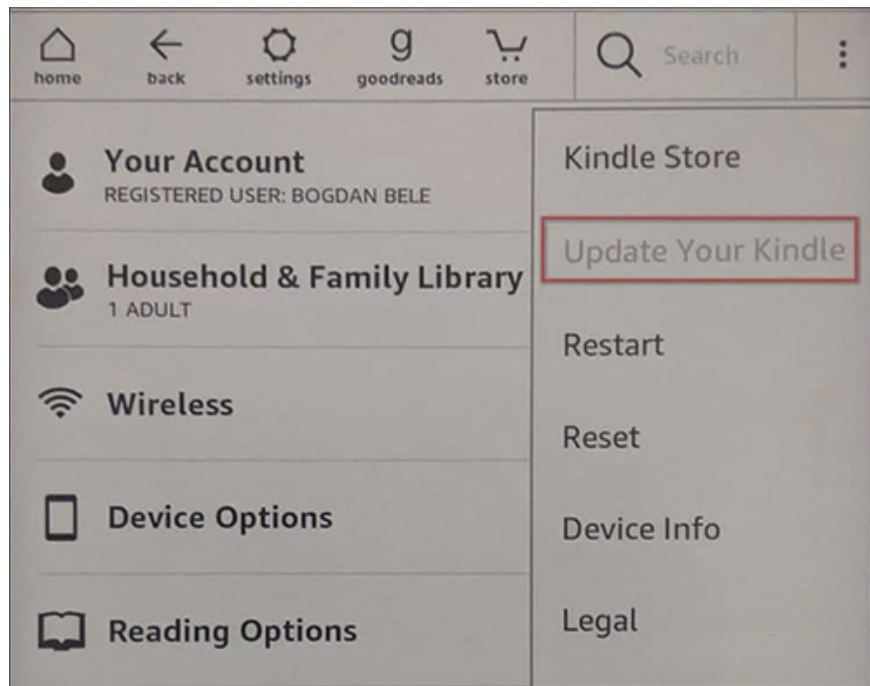 home back settings goodreads store Search
Your Account
REGISTERED USER: BOGDAN BELE
Household & Family Library
1 ADULT
Wireless
Device Options
Reading Options
Kindle Store
Update Your Kindle
Restart
Reset
Device Info
Legal